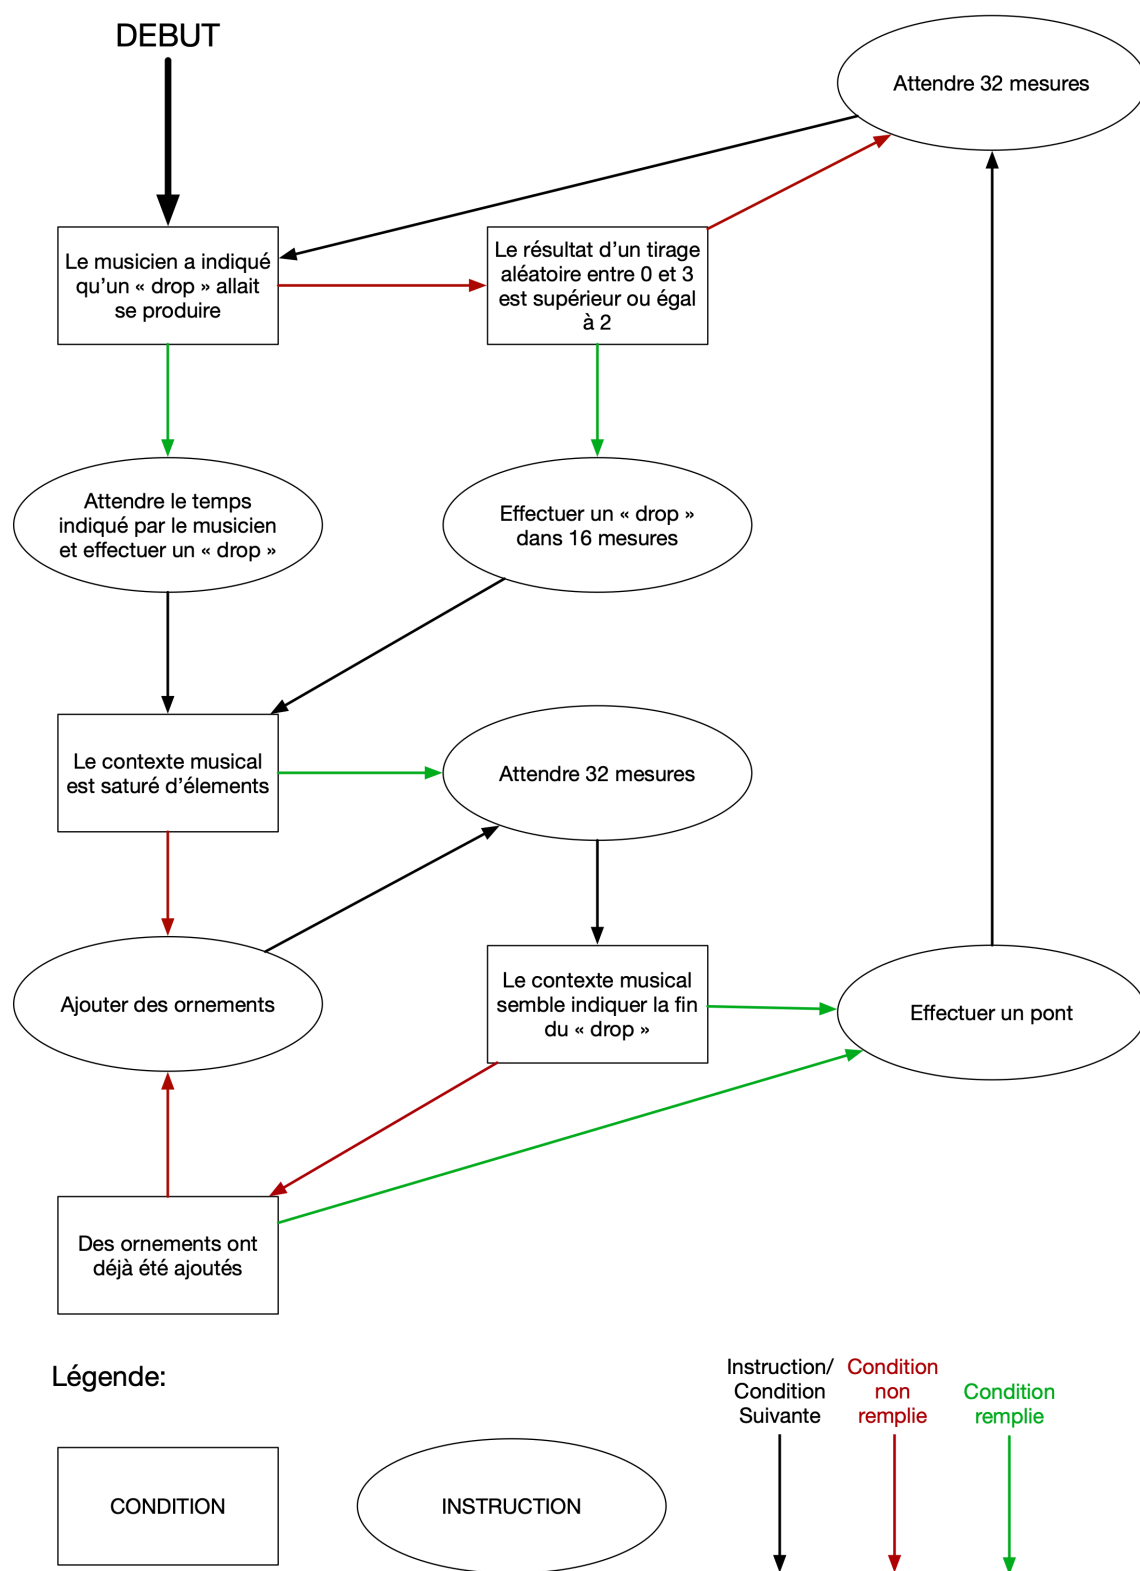 DEBUT
Attendre 32 mesures
Le musicien a indiqué
qu’un « drop » allait
se produire
Le résultat d’un tirage
aléatoire entre 0 et 3
est supérieur ou égal
à 2
Attendre le temps
indiqué par le musicien
et effectuer un « drop »
Effectuer un « drop »
dans 16 mesures
Le contexte musical
est saturé d’élements
Attendre 32 mesures
Ajouter des ornements
Le contexte musical
semble indiquer la fin
du « drop »
Effectuer un pont
Des ornements ont
déjà été ajoutés
Légende:
Instruction/
Condition
Suivante
Condition
non
remplie
Condition
remplie
CONDITION
INSTRUCTION